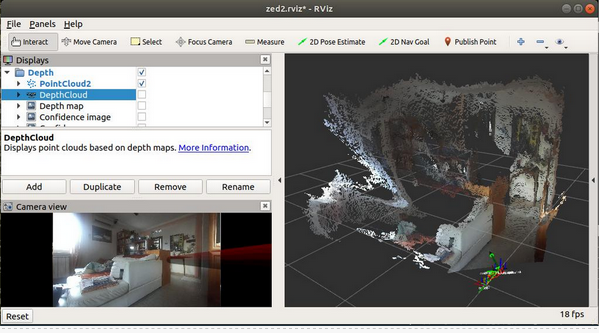 zed2.rviz* - RViz
File Panels Help
Interact Move Camera Select Focus Camera Measure 2D Pose Estimate 2D Nav Goal Publish Point
Displays
Depth
PointCloud2
DepthCloud
Depth map
Confidence image
DepthCloud
Displays point clouds based on depth maps. More Information.
Add Duplicate Remove Rename
Camera view
Reset
18 fps